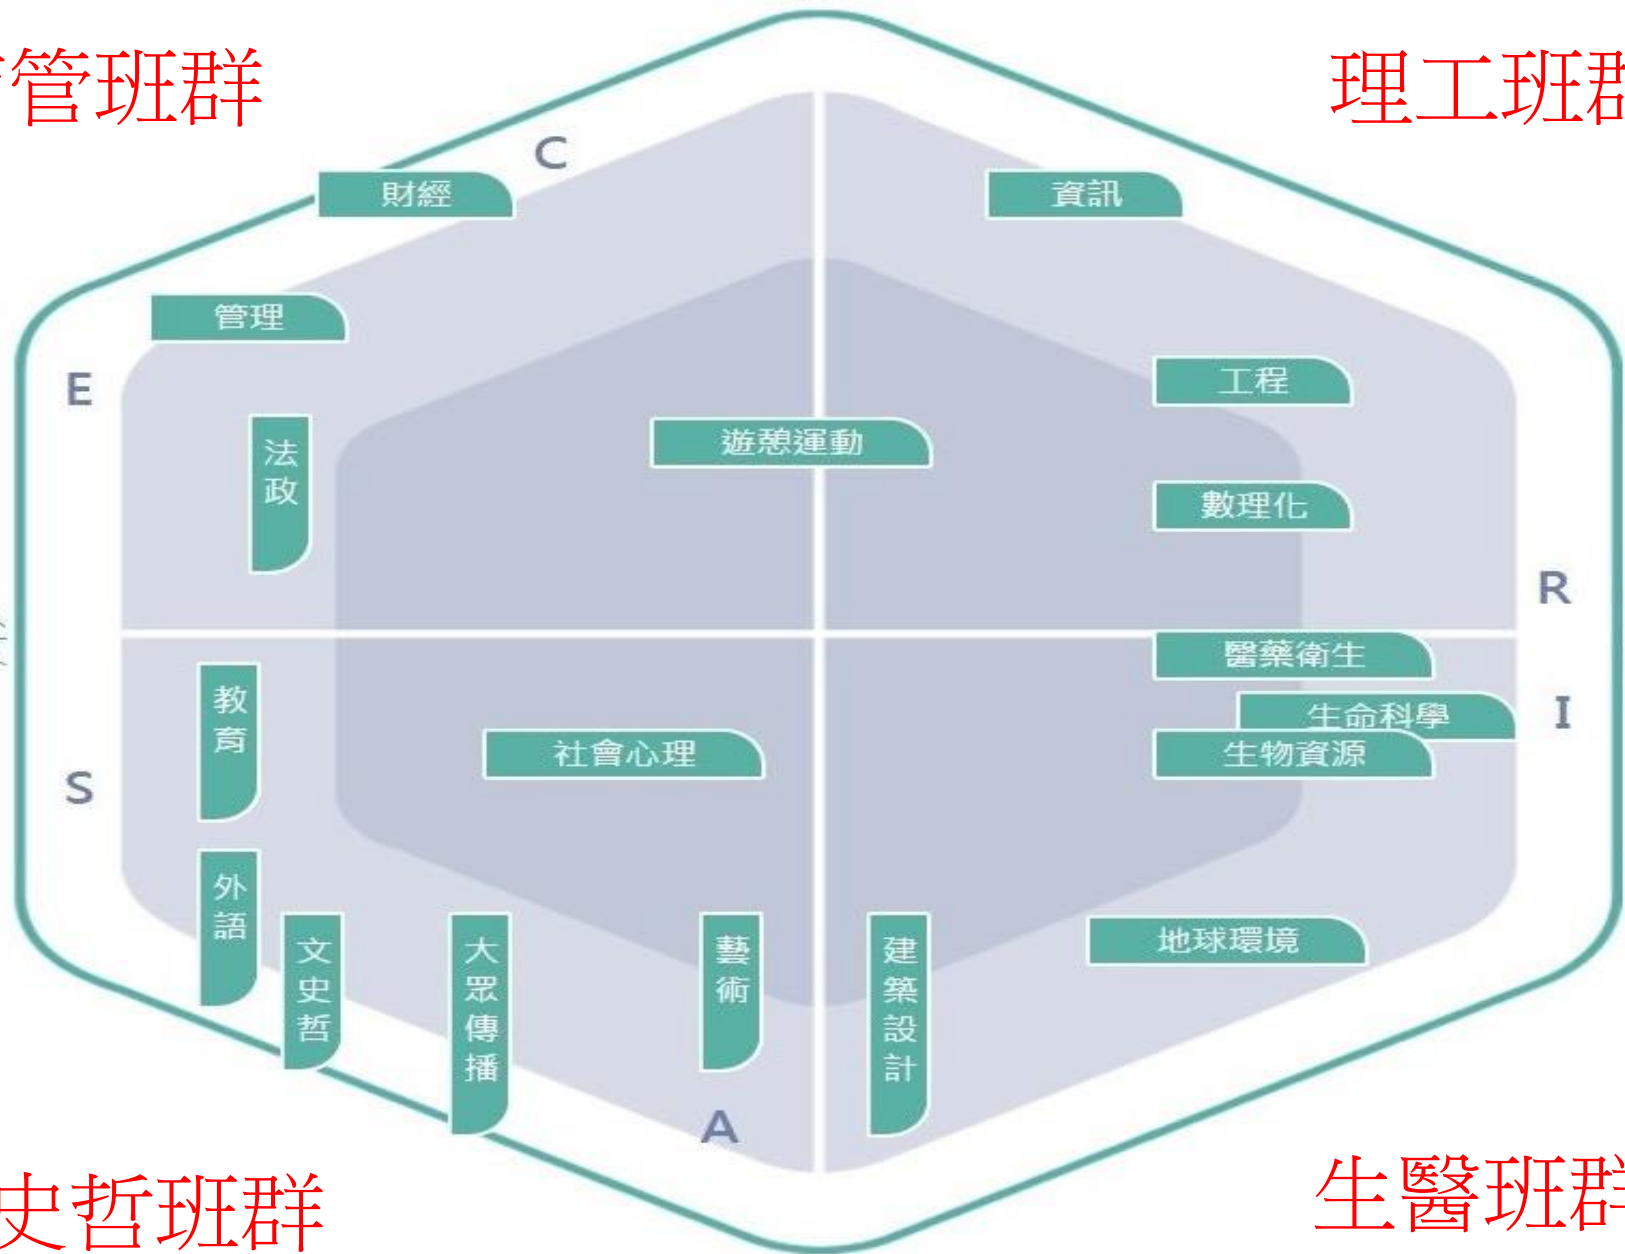 管班群
理工班群
C
財經
資訊
管理
E
工程
法政
遊憩運動
數理化
R
醫藥衛生
教育
生命科學
I
社會心理
生物資源
S
外語
文史哲
大眾傳播
藝術
建築設計
地球環境
A
史哲班群
生醫班群